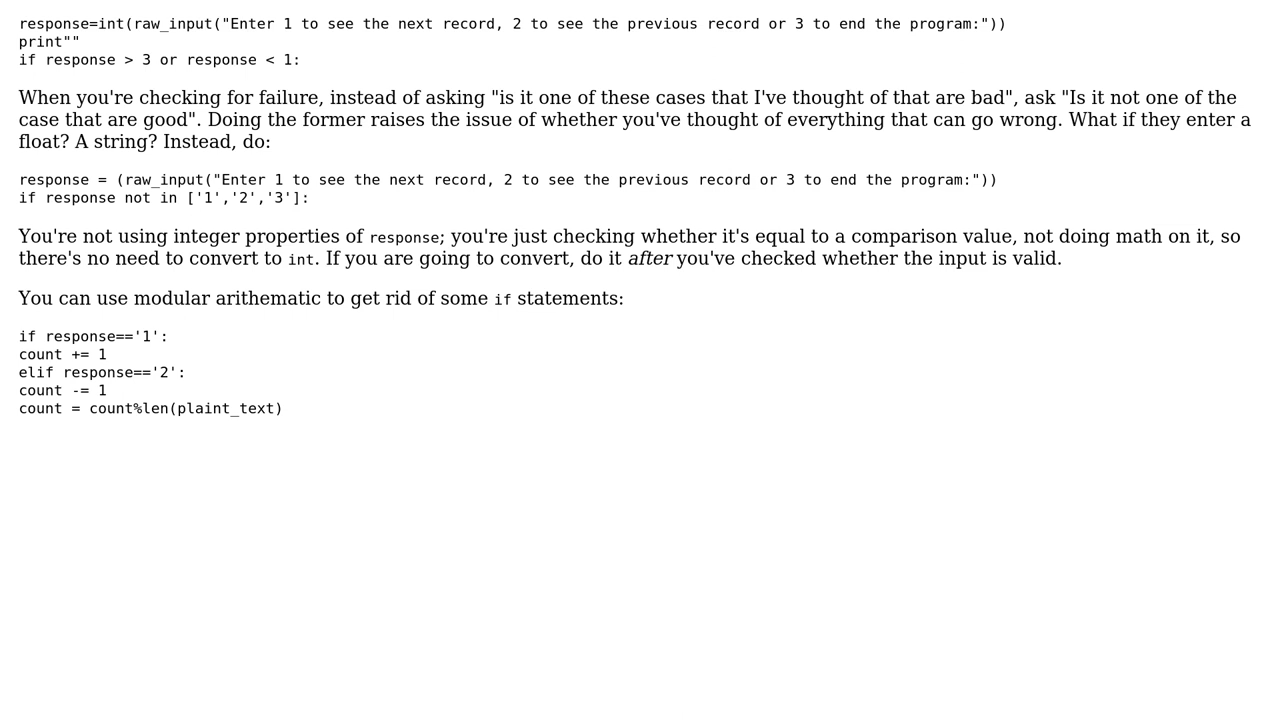 response=int(raw_input("Enter 1 to see the next record, 2 to see the previous record or 3 to end the program:"))
print""
if response > 3 or response < 1:
When you're checking for failure, instead of asking "is it one of these cases that I've thought of that are bad", ask "Is it not one of the
case that are good". Doing the former raises the issue of whether you've thought of everything that can go wrong. What if they enter a
float? A string? Instead, do:
response = (raw_input("Enter 1 to see the next record, 2 to see the previous record or 3 to end the program:"))
if response not in ['1','2','3']:
You're not using integer properties of response; you're just checking whether it's equal to a comparison value, not doing math on it, so
there's no need to convert to int. If you are going to convert, do it after you've checked whether the input is valid.
You can use modular arithematic to get rid of some if statements:
if response=='1':
count += 1
elif response=='2':
count -= 1
count = count%len(plaint_text)